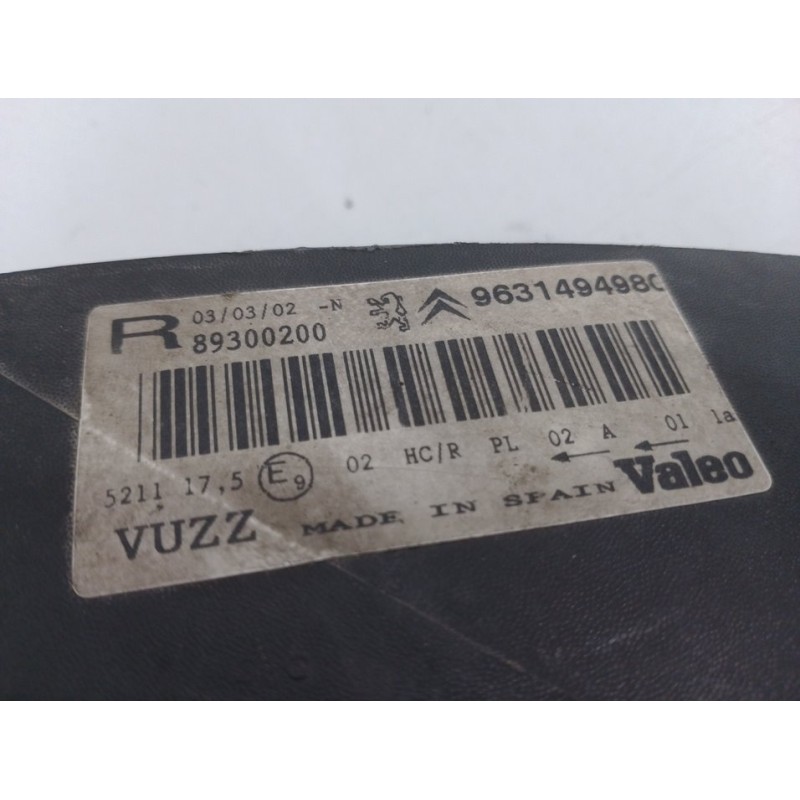 R 03/03/02 -N 963149498C
89300200
5211 17,5 E9 02 HC/R PL 02 A 01 1a
VUZZ MADE IN SPAIN Valeo